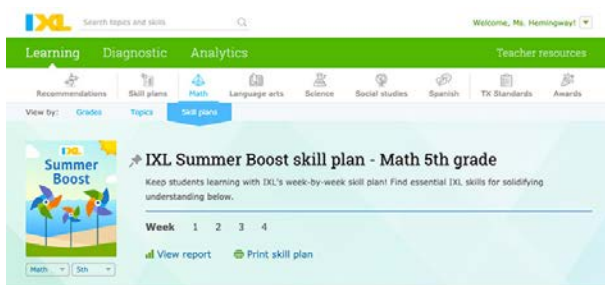 IXL
Search topics and skills
Welcome, Ms. Hemingway!
Learning Diagnostic Analytics Teacher resources
Recommendations Skill plans Math Language arts Science Social studies Spanish TX Standards Awards
View by: Grades Topics Skill plans
IXL
Summer
Boost
IXL Summer Boost skill plan - Math 5th grade
Keep students learning with IXL's week-by-week skill plan! Find essential IXL skills for solidifying
understanding below.
Week 1 2 3 4
View report Print skill plan
Math 5th